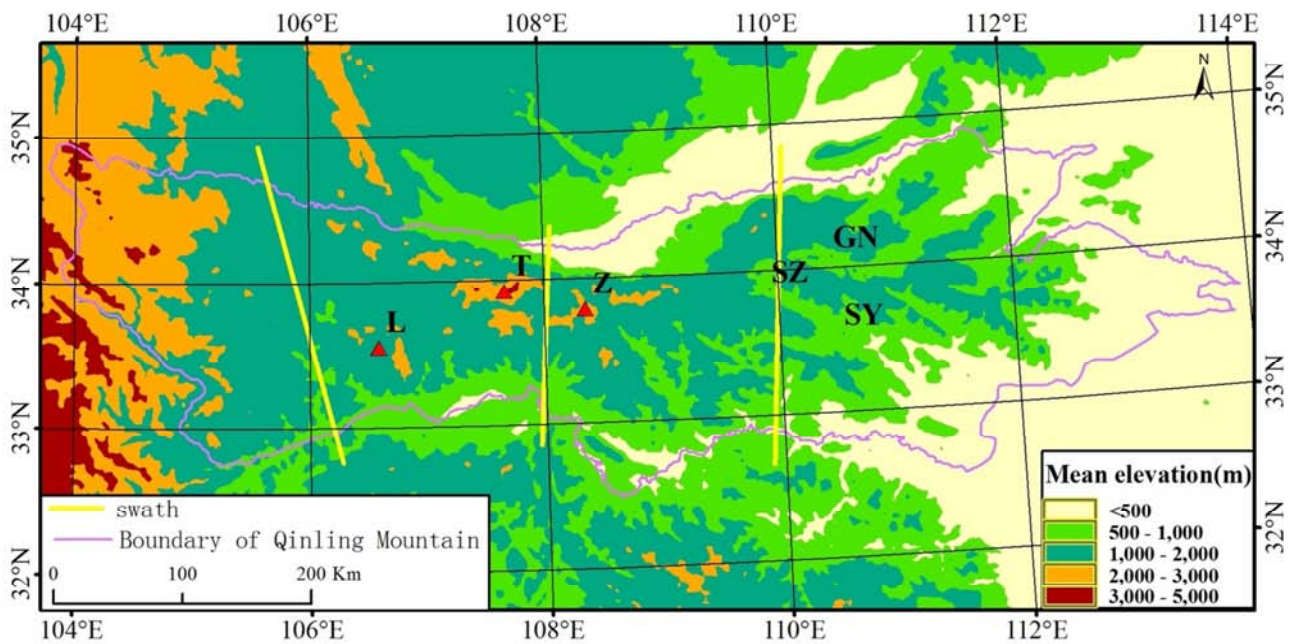 104°E 106°E 108°E 110°E 112°E 114°E
N
35°N 35°N
34°N 34°N
33°N 33°N
32°N 32°N
GN
T SZ
Z
SY
L
Mean elevation(m)
<500
500 - 1,000
1,000 - 2,000
2,000 - 3,000
3,000 - 5,000
swath
Boundary of Qinling Mountain
0 100 200 Km
104°E 106°E 108°E 110°E 112°E